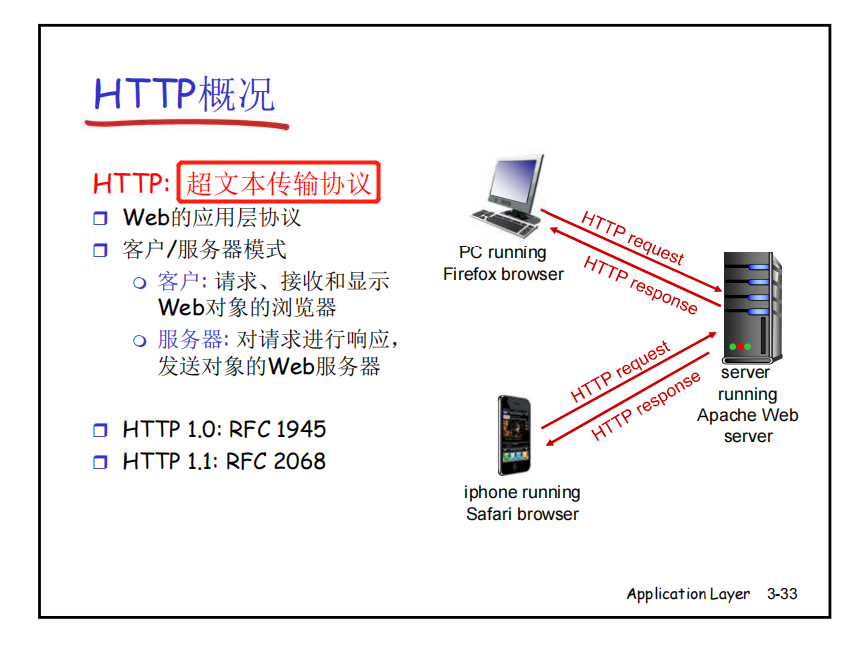 HTTP概况
HTTP: 超文本传输协议
Web的应用层协议
客户/服务器模式
客户: 请求、接收和显示
Web对象的浏览器
服务器: 对请求进行响应,
发送对象的Web服务器
HTTP 1.0: RFC 1945
HTTP 1.1: RFC 2068
PC running
Firefox browser
HTTP request
HTTP response
HTTP request
HTTP response
server
running
Apache Web
server
iphone running
Safari browser
Application Layer 3-33